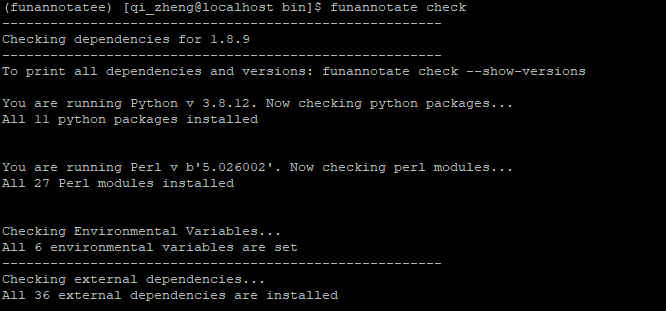 (funannotatee) [qi_zheng@localhost bin]$ funannotate check
-------------------------------------------------------
Checking dependencies for 1.8.9
-------------------------------------------------------
To print all dependencies and versions: funannotate check --show-versions
You are running Python v 3.8.12. Now checking python packages...
All 11 python packages installed
You are running Perl v b'5.026002'. Now checking perl modules...
All 27 Perl modules installed
Checking Environmental Variables...
All 6 environmental variables are set
-------------------------------------------------------
Checking external dependencies...
All 36 external dependencies are installed